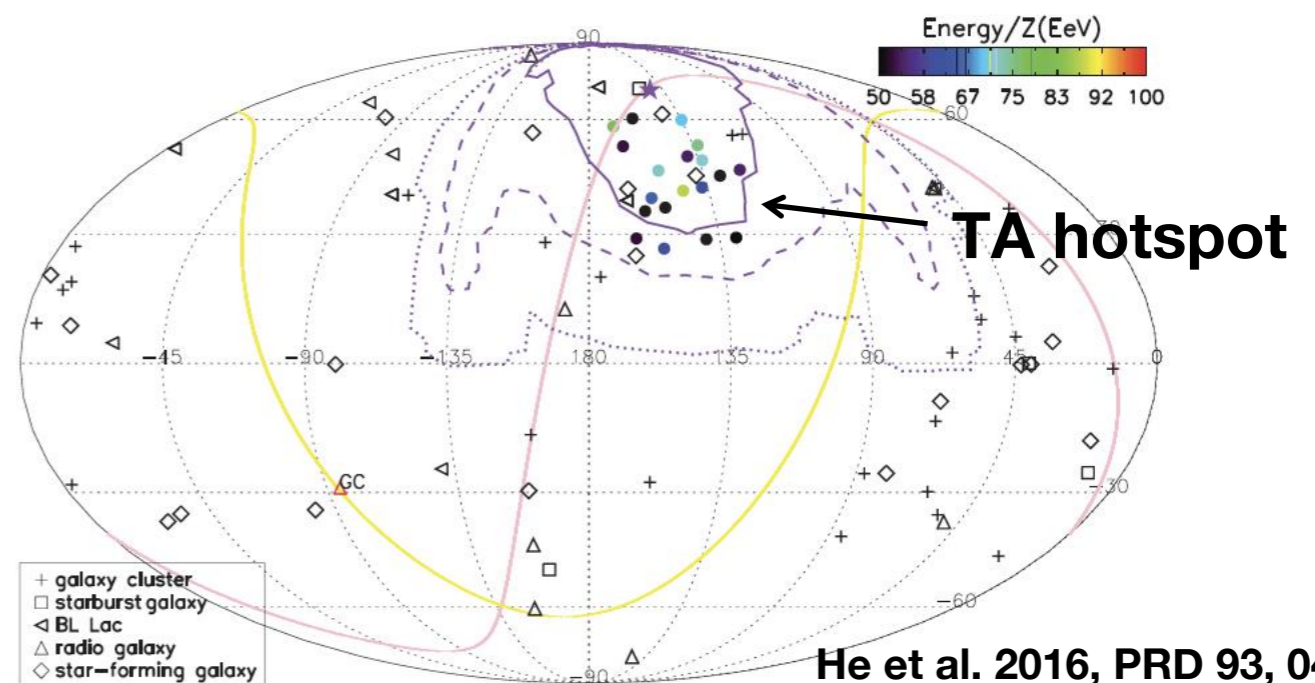 Energy/Z(EeV)
50 58 67 75 83 92 100
90
60
TA hotspot
30
−45 −90 −135 180 135 90 45 0
GC
−30
−60
−90
+ galaxy cluster
□ starburst galaxy
◁ BL Lac
△ radio galaxy
◇ star−forming galaxy
He et al. 2016, PRD 93, 04